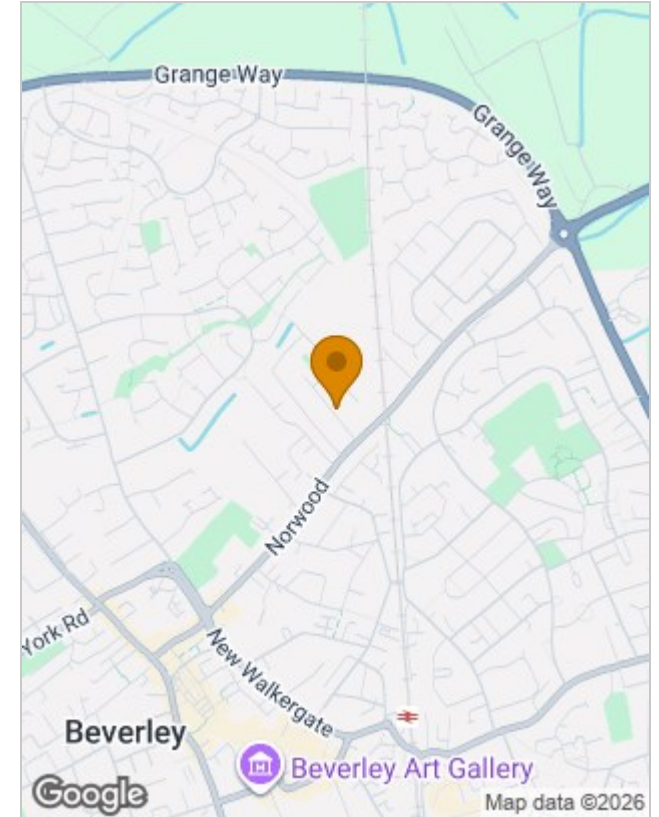 Grange Way
Grange Way
Norwood
York Rd
New Walkergate
Beverley
Beverley Art Gallery
Google
Map data ©2026